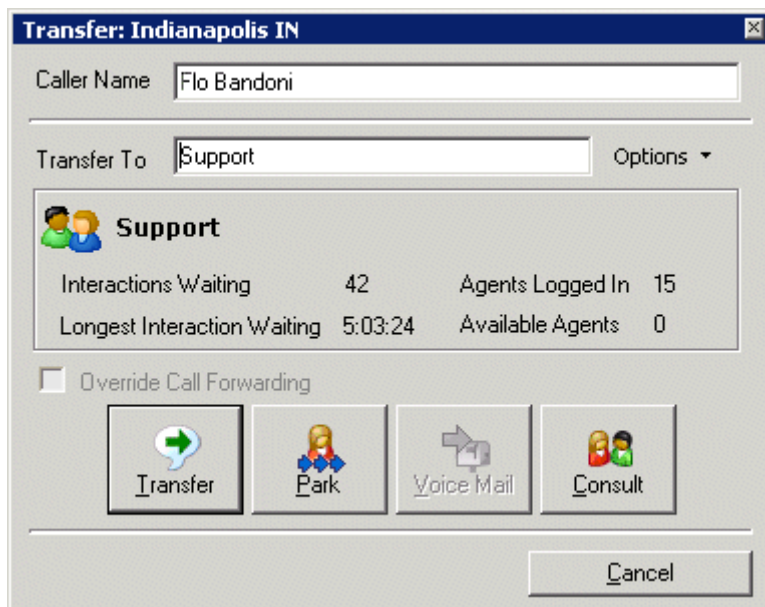 Transfer: Indianapolis IN
Caller Name Flo Bandoni
Transfer To Support Options
Support
Interactions Waiting 42 Agents Logged In 15
Longest Interaction Waiting 5:03:24 Available Agents 0
Override Call Forwarding
Transfer Park Voice Mail Consult
Cancel